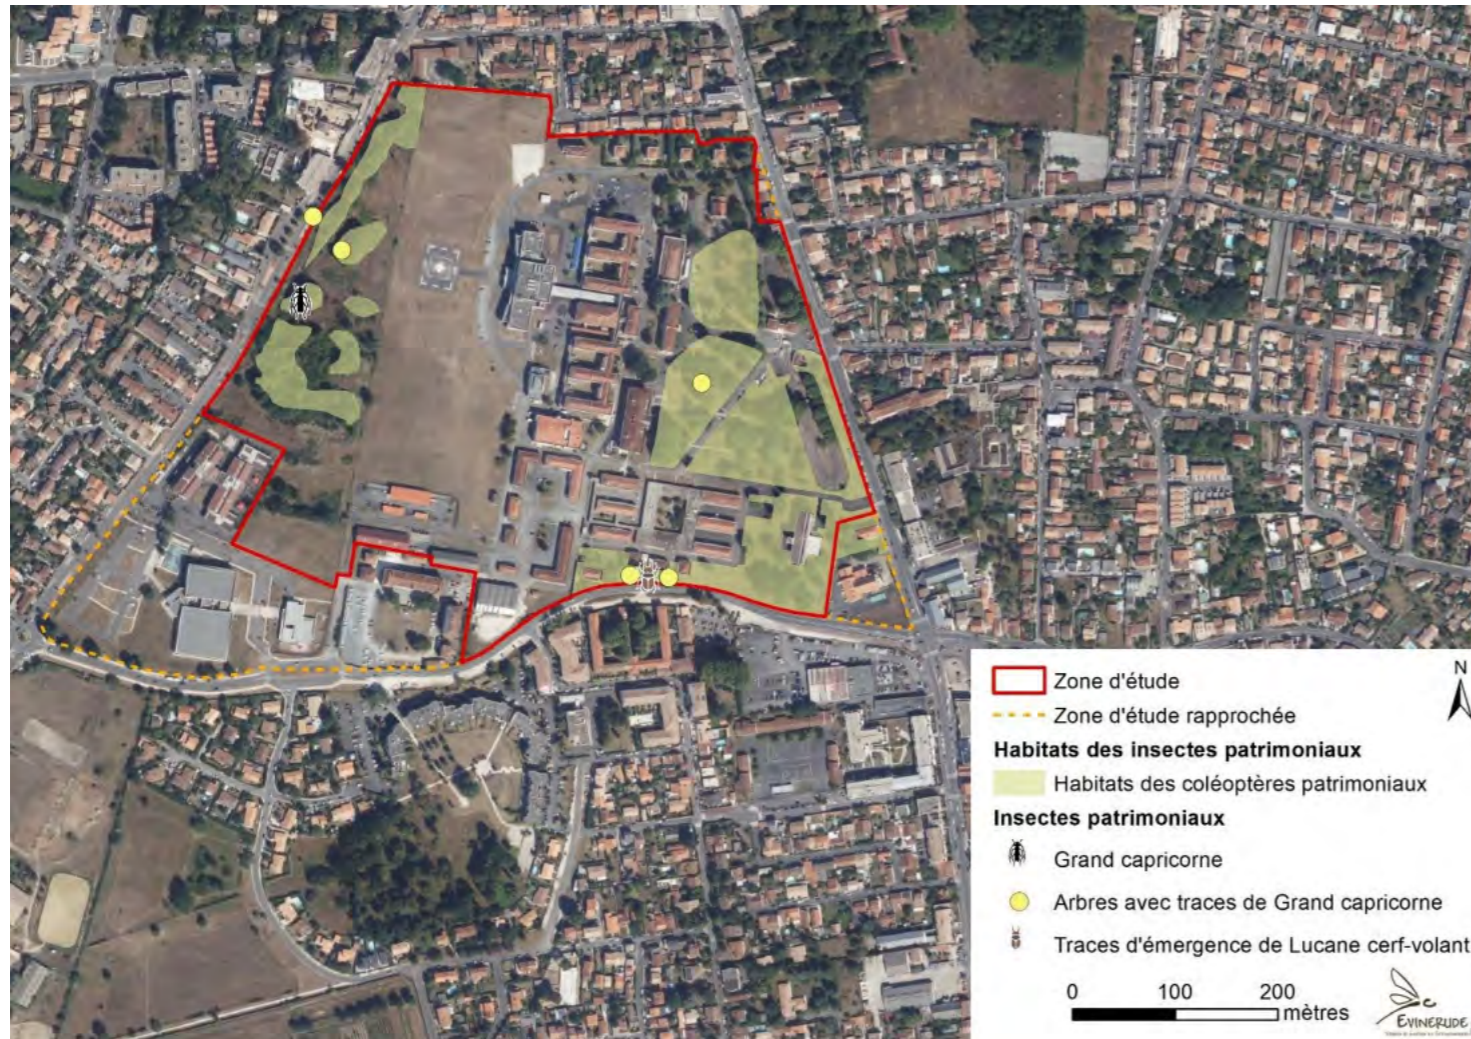 N
Zone d'étude
Zone d'étude rapprochée
Habitats des insectes patrimoniaux
Habitats des coléoptères patrimoniaux
Insectes patrimoniaux
Grand capricorne
Arbres avec traces de Grand capricorne
Traces d'émergence de Lucane cerf-volant
0 100 200
mètres
EVINERUDE